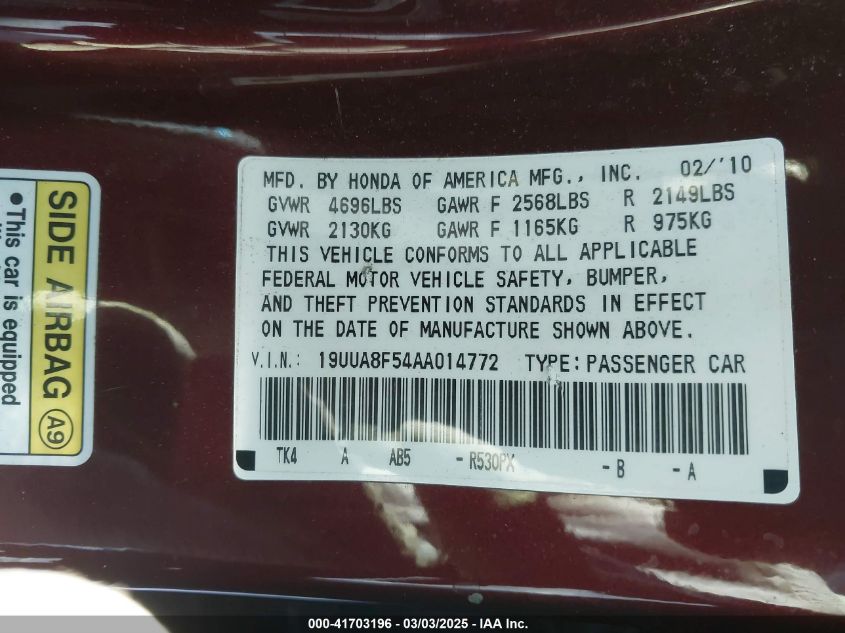 MFD. BY HONDA OF AMERICA MFG., INC. 02/'10
GVWR 4696LBS GAWR F 2568LBS R 2149LBS
GVWR 2130KG GAWR F 1165KG R 975KG
THIS VEHICLE CONFORMS TO ALL APPLICABLE
FEDERAL MOTOR VEHICLE SAFETY, BUMPER,
AND THEFT PREVENTION STANDARDS IN EFFECT
ON THE DATE OF MANUFACTURE SHOWN ABOVE.
V.I.N.: 19UUA8F54AA014772 TYPE: PASSENGER CAR
TK4 A AB5 - R530PX - B - A
SIDE AIRBAG A9
•This car is equipped
000-41703196 - 03/03/2025 - IAA Inc.